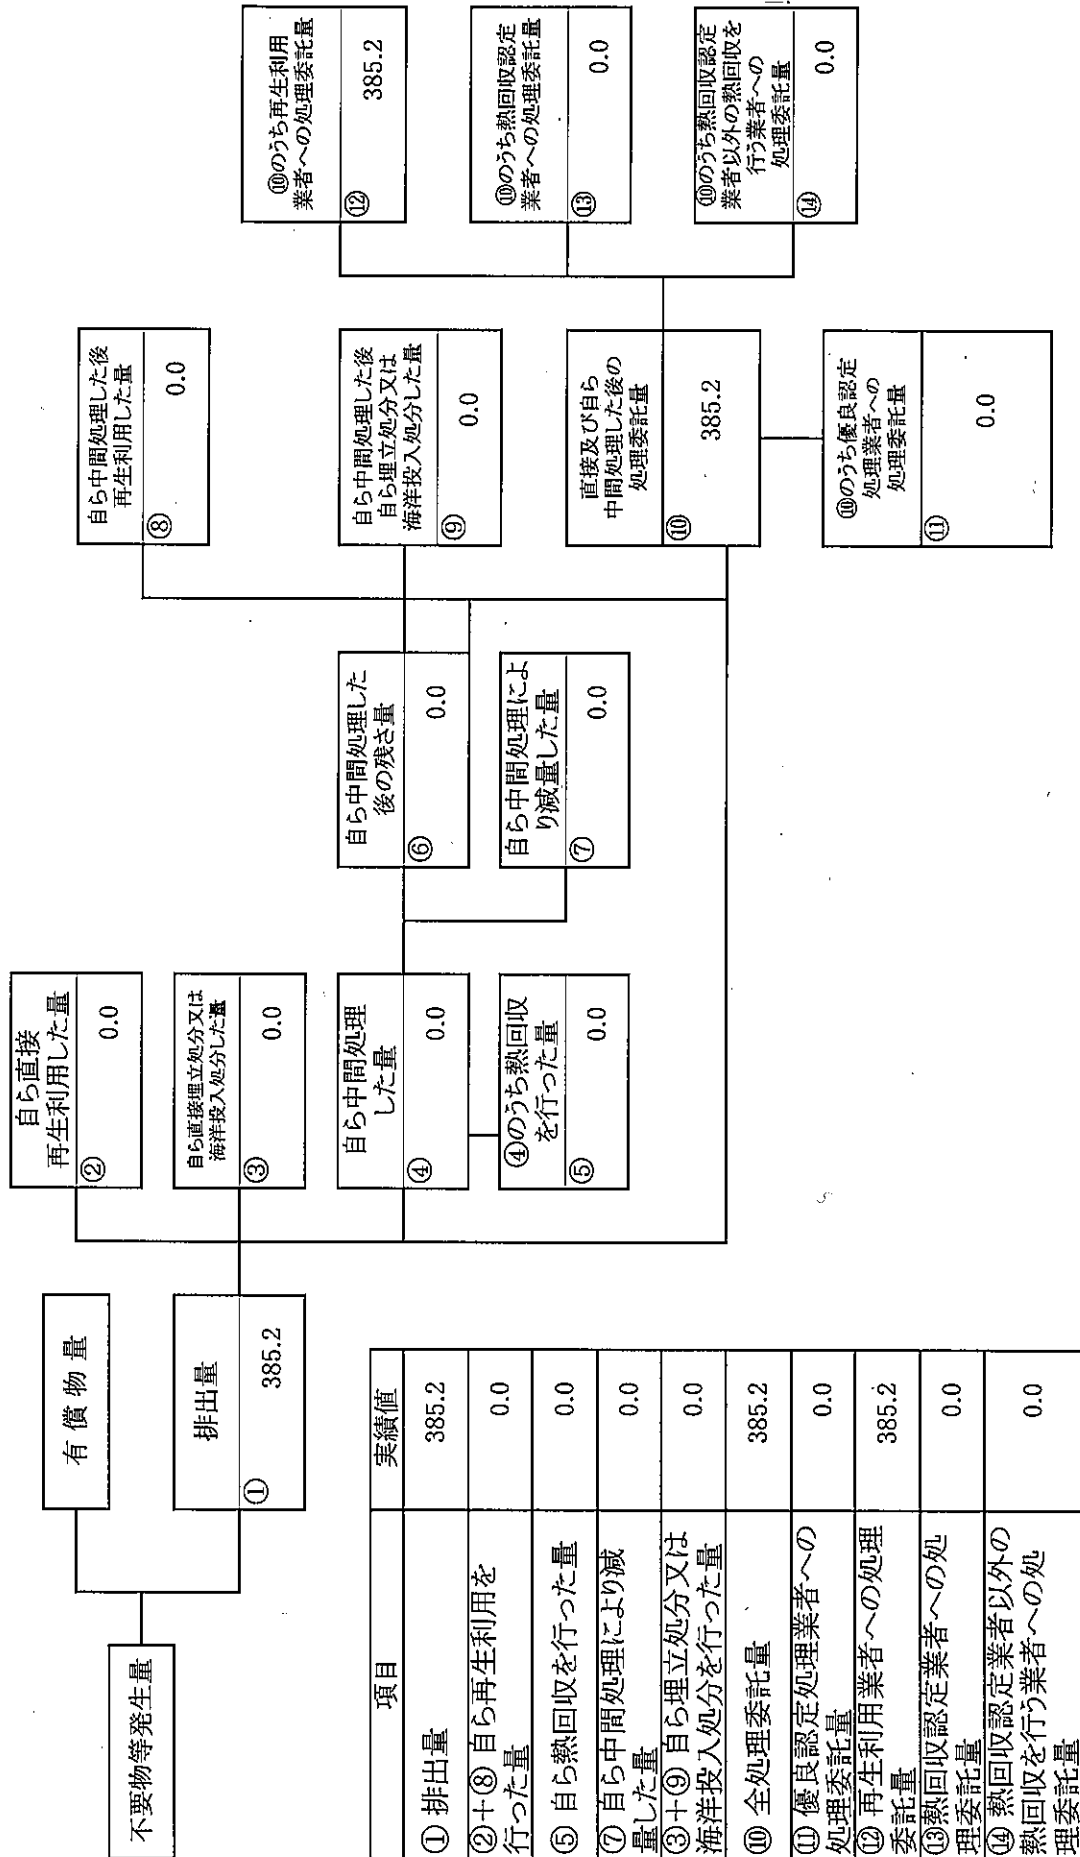 不要物等発生量
有償物量
排出量
① 385.2
自ら直接
再生利用した量
② 0.0
自ら直接埋立処分又は
海洋投入処分した量
③ 0.0
自ら中間処理
した量
④ 0.0
④のうち熱回収
を行った量
⑤ 0.0
自ら中間処理した
後の残さ量
⑥ 0.0
自ら中間処理によ
り減量した量
⑦ 0.0
自ら中間処理した後
再生利用した量
⑧ 0.0
自ら中間処理した後
自ら埋立処分又は
海洋投入処分した量
⑨ 0.0
直接及び自ら
中間処理した後の
処理委託量
⑩ 385.2
⑩のうち優良認定
処理業者への
処理委託量
⑪ 0.0
⑩のうち再生利用
業者への処理委託量
⑫ 385.2
⑩のうち熱回収認定
業者への処理委託量
⑬ 0.0
⑩のうち熱回収認定
業者以外の熱回収を
行う業者への
処理委託量
⑭ 0.0
項目 実績値
①排出量 385.2
②+⑧自ら再生利用を
行った量 0.0
⑤自ら熱回収を行った量 0.0
⑦自ら中間処理により減
量した量 0.0
③+⑨自ら埋立処分又は
海洋投入処分を行った量 0.0
⑩全処理委託量 385.2
⑪優良認定処理業者への
処理委託量 0.0
⑫再生利用業者への処理
委託量 385.2
⑬熱回収認定業者への処
理委託量 0.0
⑭熱回収認定業者以外の
熱回収を行う業者への処
理委託量 0.0